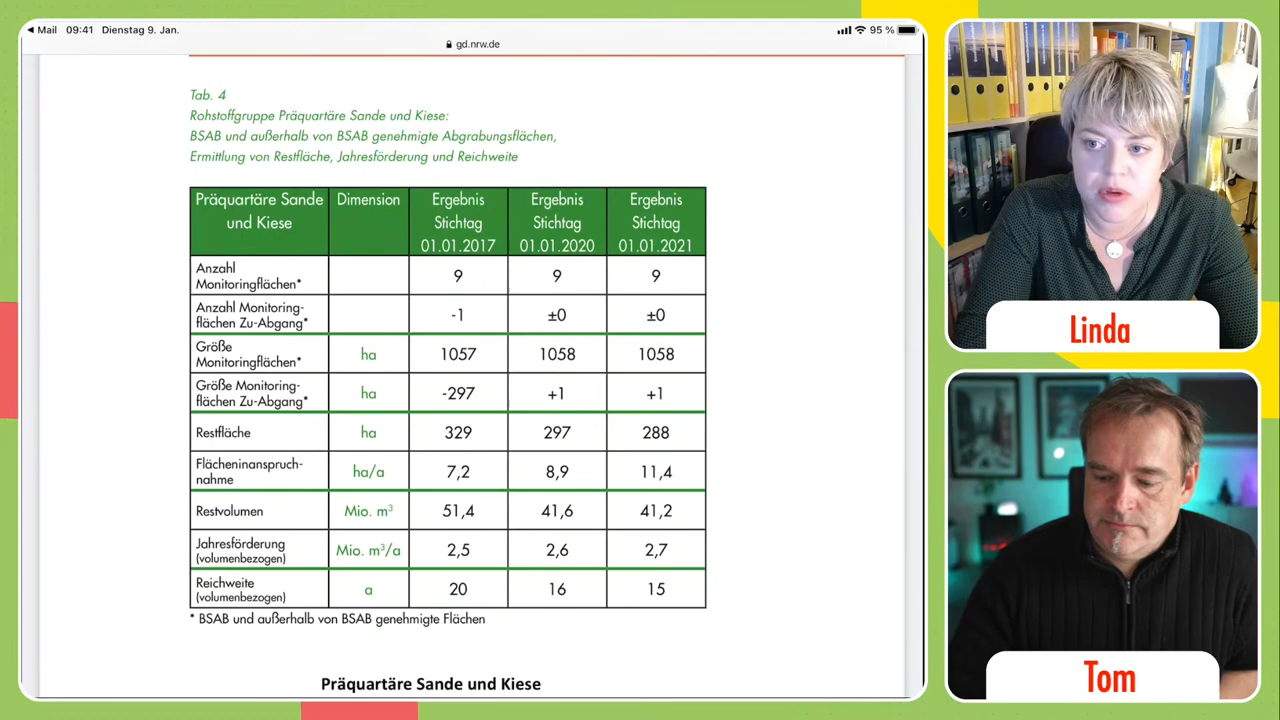 ◀ Mail 09:41 Dienstag 9. Jan. 95 %
gd.nrw.de
Tab. 4
Rohstoffgruppe Präquartäre Sande und Kiese:
BSAB und außerhalb von BSAB genehmigte Abgrabungsflächen,
Ermittlung von Restfläche, Jahresförderung und Reichweite
Präquartäre Sande Dimension Ergebnis Ergebnis Ergebnis
und Kiese Stichtag Stichtag Stichtag
01.01.2017 01.01.2020 01.01.2021
Anzahl
Monitoringflächen* 9 9 9
Anzahl Monitoring-
flächen Zu-Abgang* -1 ±0 ±0
Größe
Monitoringflächen* ha 1057 1058 1058
Größe Monitoring-
flächen Zu-Abgang* ha -297 +1 +1
Restfläche ha 329 297 288
Flächeninanspruch-
nahme ha/a 7,2 8,9 11,4
Restvolumen Mio. m³ 51,4 41,6 41,2
Jahresförderung
(volumenbezogen) Mio. m³/a 2,5 2,6 2,7
Reichweite
(volumenbezogen) a 20 16 15
* BSAB und außerhalb von BSAB genehmigte Flächen
Präquartäre Sande und Kiese
Linda
Tom